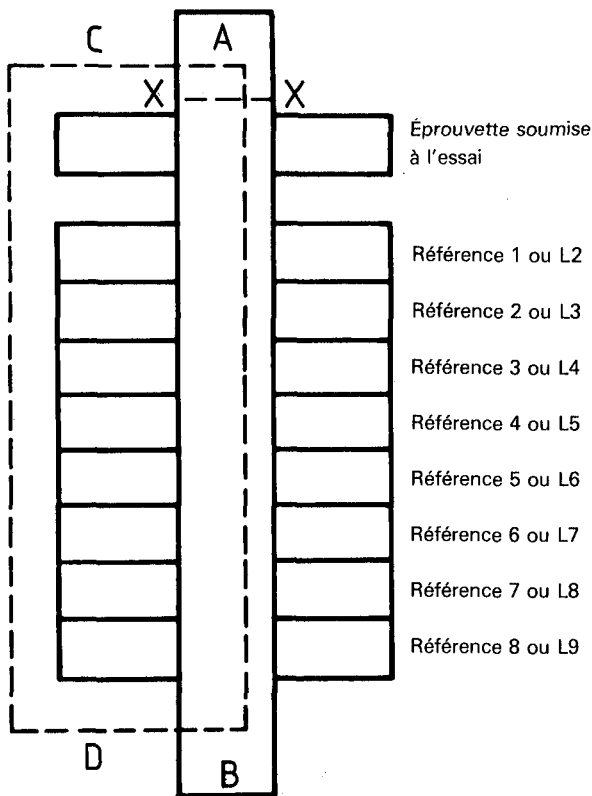 C
A
X
X
Éprouvette soumise
à l'essai
Référence 1 ou L2
Référence 2 ou L3
Référence 3 ou L4
Référence 4 ou L5
Référence 5 ou L6
Référence 6 ou L7
Référence 7 ou L8
Référence 8 ou L9
D
B